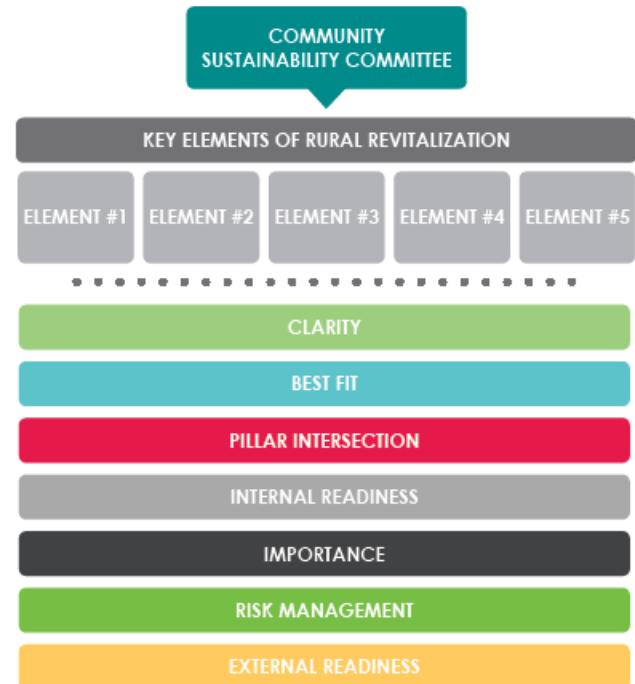 COMMUNITY
SUSTAINABILITY COMMITTEE
KEY ELEMENTS OF RURAL REVITALIZATION
ELEMENT #1 ELEMENT #2 ELEMENT #3 ELEMENT #4 ELEMENT #5
CLARITY
BEST FIT
PILLAR INTERSECTION
INTERNAL READINESS
IMPORTANCE
RISK MANAGEMENT
EXTERNAL READINESS